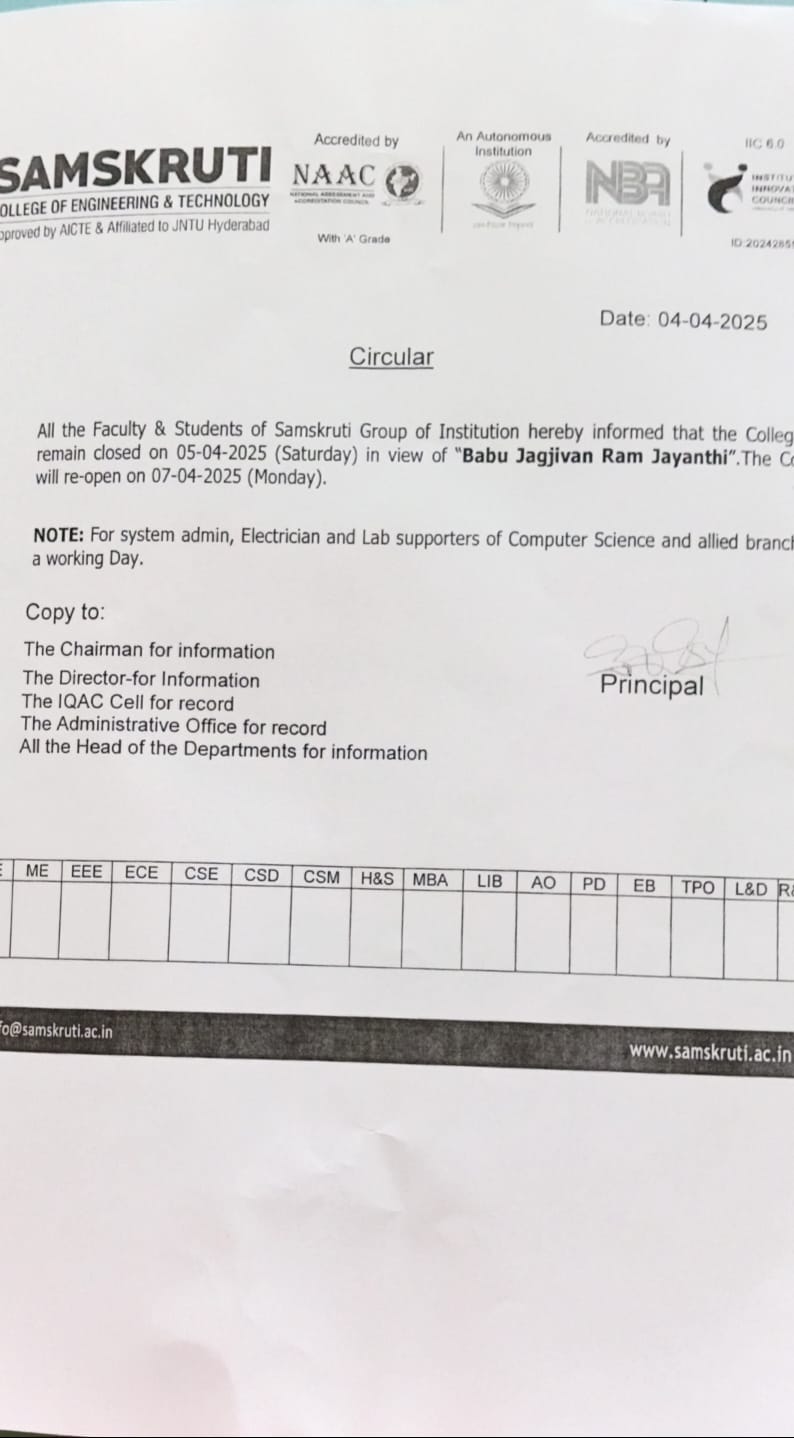 SAMSKRUTI
OLLEGE OF ENGINEERING & TECHNOLOGY
pproved by AICTE & Affiliated to JNTU Hyderabad
Accredited by
NAAC
NATIONAL ASSESSMENT AND
ACCREDITATION COUNCIL
With 'A' Grade
An Autonomous
Institution
Accredited by
NBA
IIC 6.0
INSTITU
INNOVAT
COUNCIL
Date: 04-04-2025
Circular
All the Faculty & Students of Samskruti Group of Institution hereby informed that the Colleg
remain closed on 05-04-2025 (Saturday) in view of "Babu Jagjivan Ram Jayanthi".The Co
will re-open on 07-04-2025 (Monday).
NOTE: For system admin, Electrician and Lab supporters of Computer Science and allied branch
a working Day.
Copy to:
The Chairman for information
The Director-for Information
The IQAC Cell for record
The Administrative Office for record
All the Head of the Departments for information
Principal
E ME EEE ECE CSE CSD CSM H&S MBA LIB AO PD EB TPO L&D R&
fo@samskruti.ac.in
www.samskruti.ac.in